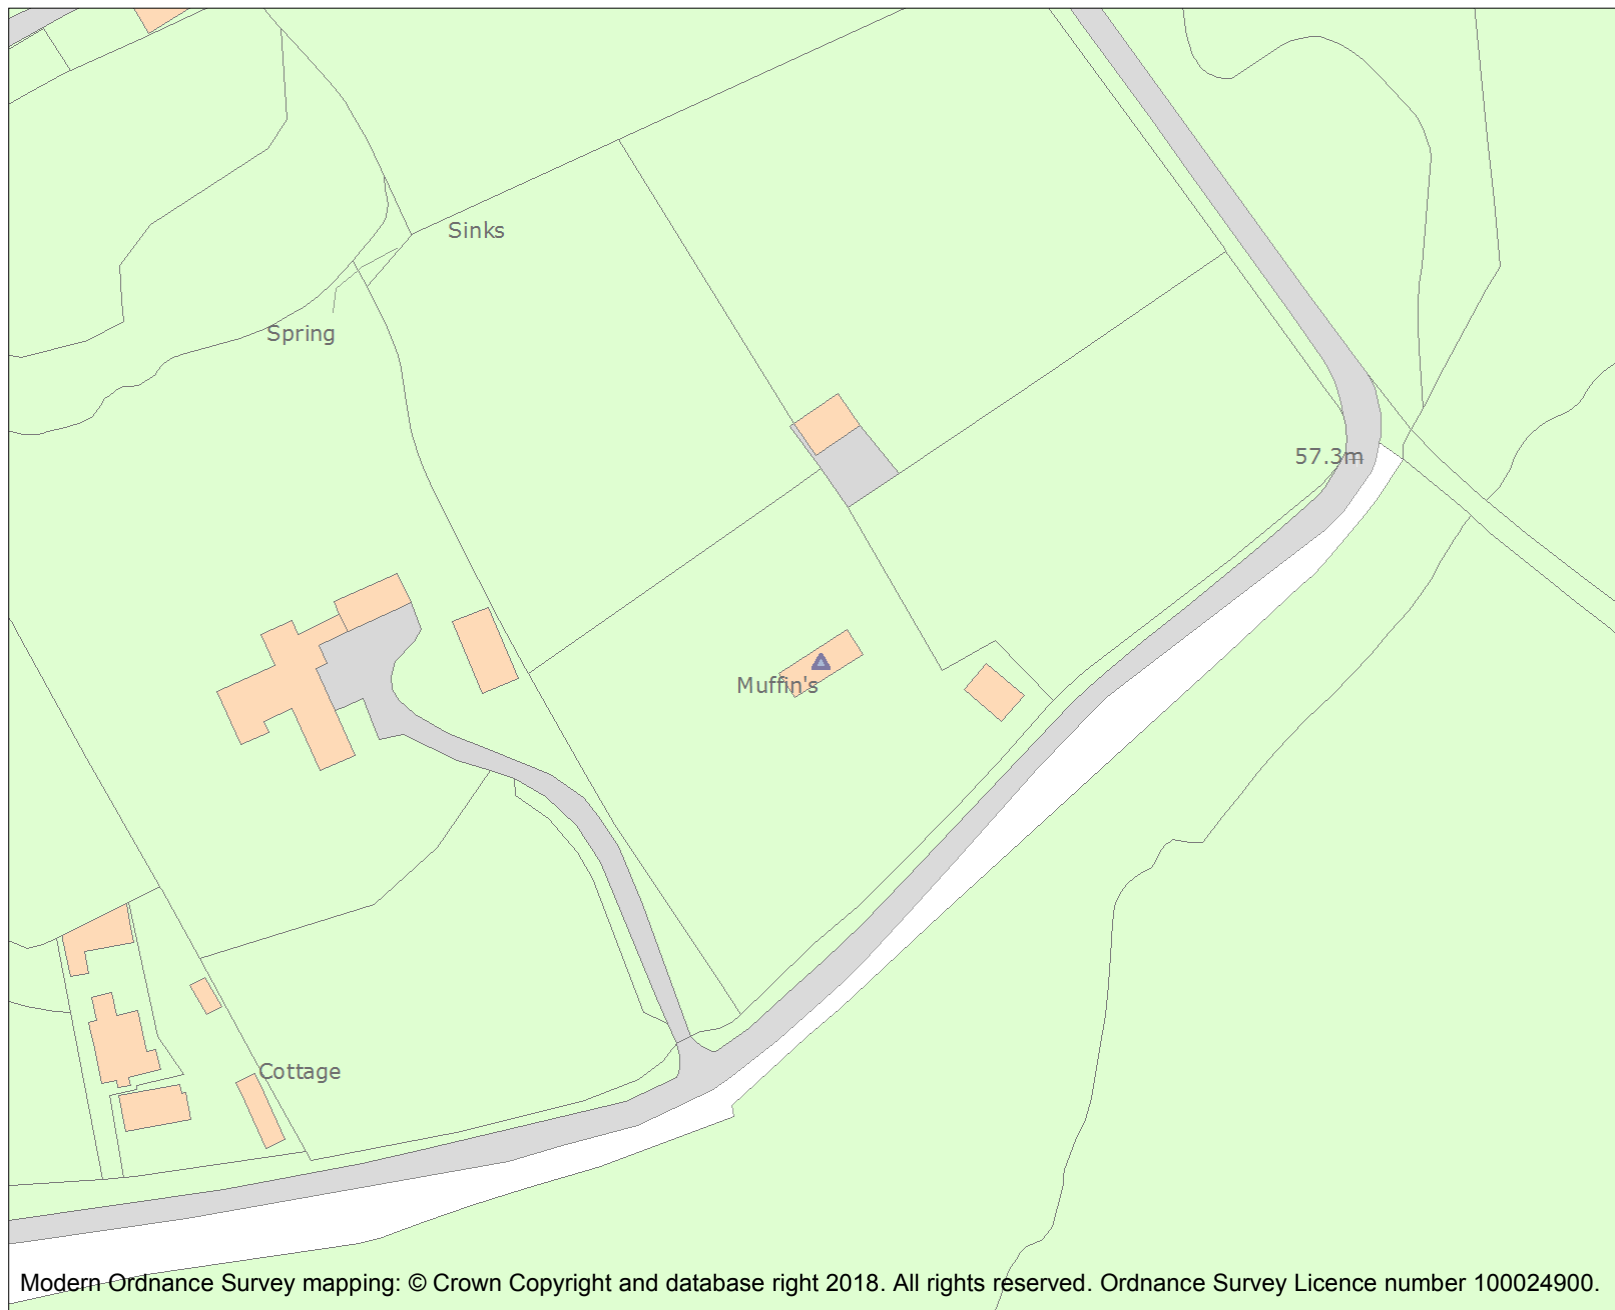 Sinks
Spring
57.3m
Muffin's
Cottage
Modern Ordnance Survey mapping: © Crown Copyright and database right 2018. All rights reserved. Ordnance Survey Licence number 100024900.